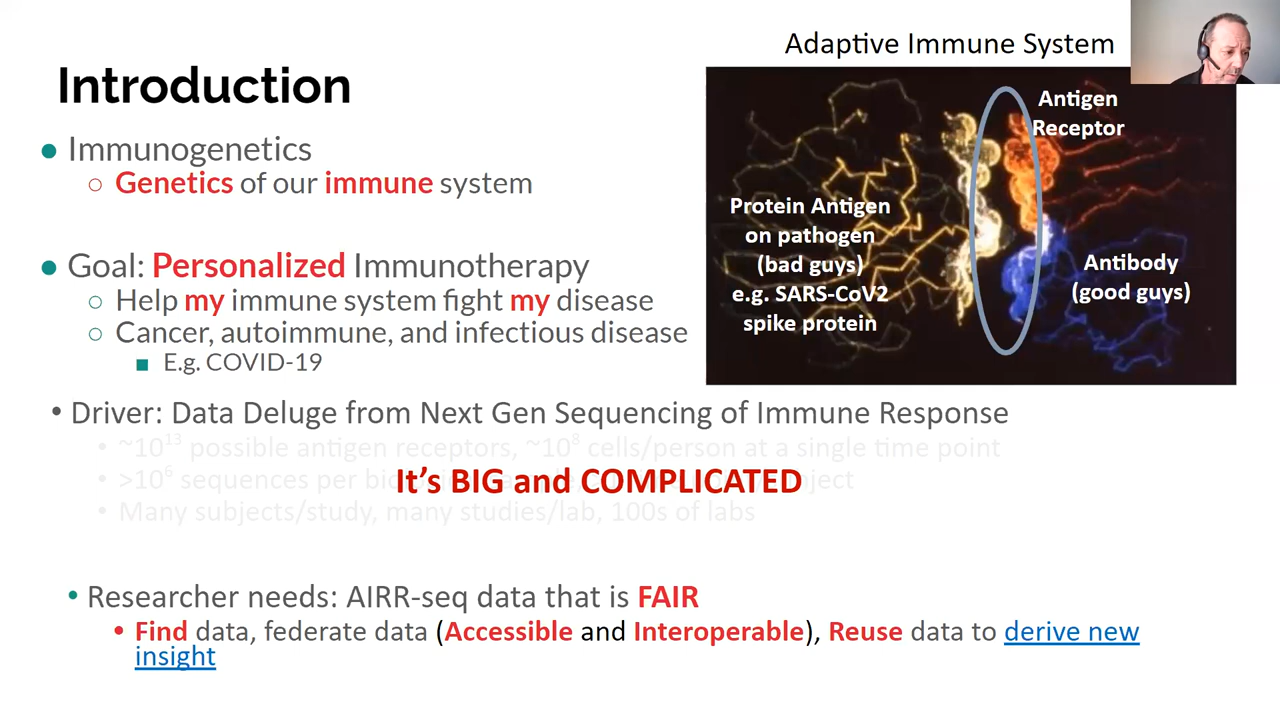 Introduction
● Immunogenetics
○ Genetics of our immune system
● Goal: Personalized Immunotherapy
○ Help my immune system fight my disease
○ Cancer, autoimmune, and infectious disease
■ E.g. COVID-19
Adaptive Immune System
Antigen
Receptor
Protein Antigen
on pathogen
(bad guys)
e.g. SARS-CoV2
spike protein
Antibody
(good guys)
• Driver: Data Deluge from Next Gen Sequencing of Immune Response
• ~10¹³ possible antigen receptors, ~10⁸ cells/person at a single time point
• >10⁶ sequences per
It's BIG and COMPLICATED
• Many subjects/study, many studies/lab, 100s of labs
• Researcher needs: AIRR-seq data that is FAIR
• Find data, federate data (Accessible and Interoperable), Reuse data to derive new
insight